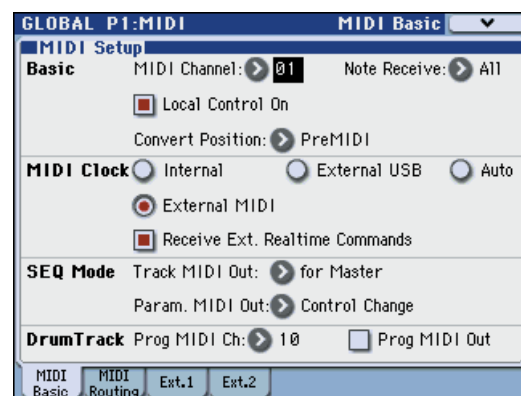 GLOBAL P1:MIDI MIDI Basic
MIDI Setup
Basic MIDI Channel: 01 Note Receive: All
Local Control On
Convert Position: PreMIDI
MIDI Clock Internal External USB Auto
External MIDI
Receive Ext. Realtime Commands
SEQ Mode Track MIDI Out: for Master
Param. MIDI Out: Control Change
DrumTrack Prog MIDI Ch: 10 Prog MIDI Out
MIDI Basic MIDI Routing Ext.1 Ext.2